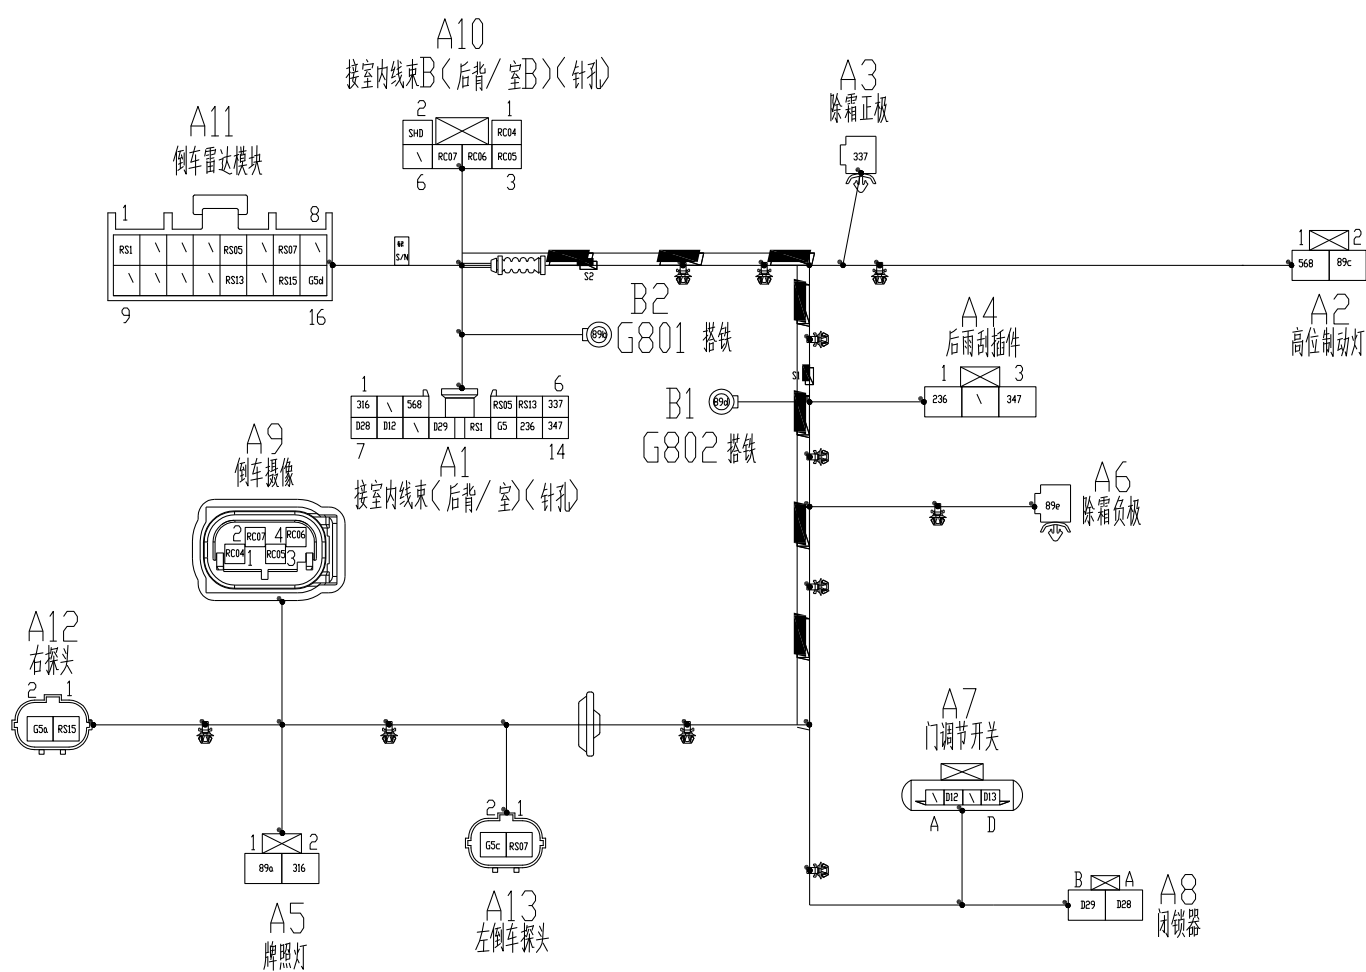 A10
接室内线束B(后背/室B)(针孔)
2 1
SHD RC04
\ RC07 RC06 RC05
6 3
A3
除霜正极
337
A11
倒车雷达模块
1 8
RS1 \ \ \ RS05 \ RS07 \
\ \ \ \ RS13 \ RS15 G5d
9 16
S/N
S2
1 2
568 89c
A2
高位制动灯
B2
G801 搭铁
89b
A4
后雨刮插件
1 3
236 \ 347
S1
B1
G802 搭铁
89d
1 6
316 \ 568 RS05 RS13 337
D28 D12 \ D29 RS1 G5 236 347
7 14
A1
接室内线束(后背/室)(针孔)
A9
倒车摄像
2 RC07 4 RC06
RC04 1 RC05 3
A6
除霜负极
89e
A12
右探头
2 1
G5a RS15
A7
门调节开关
\ D12 \ D13
A D
2 1
G5c RS07
A13
左倒车探头
1 2
89a 316
A5
牌照灯
B A
D29 D28
A8
闭锁器